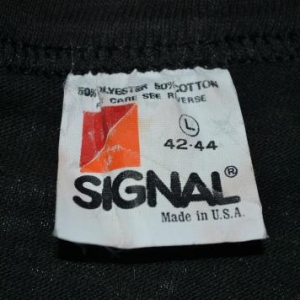 50% POLYESTER 50% COTTON
FOR CARE SEE REVERSE
L
42-44
SIGNAL®
Made in U.S.A.